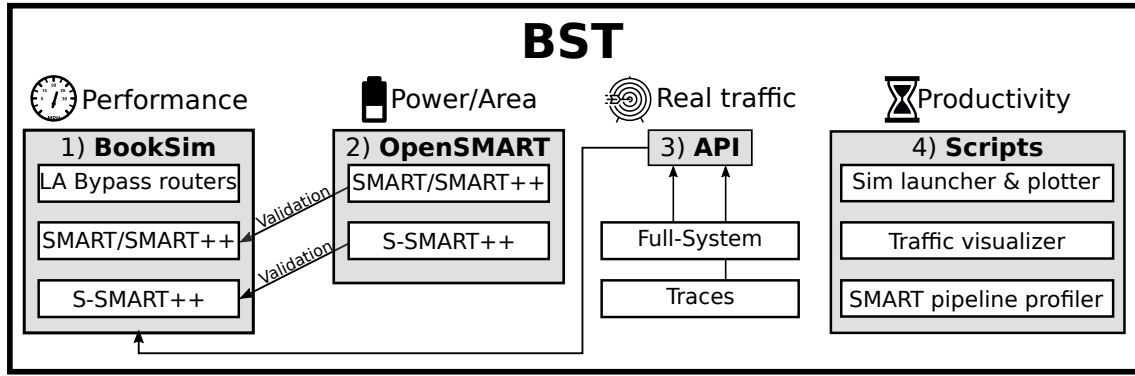 BST
Performance
Power/Area
Real traffic
Productivity
1) BookSim
LA Bypass routers
SMART/SMART++
S-SMART++
Validation
Validation
2) OpenSMART
SMART/SMART++
S-SMART++
3) API
Full-System
Traces
4) Scripts
Sim launcher & plotter
Traffic visualizer
SMART pipeline profiler